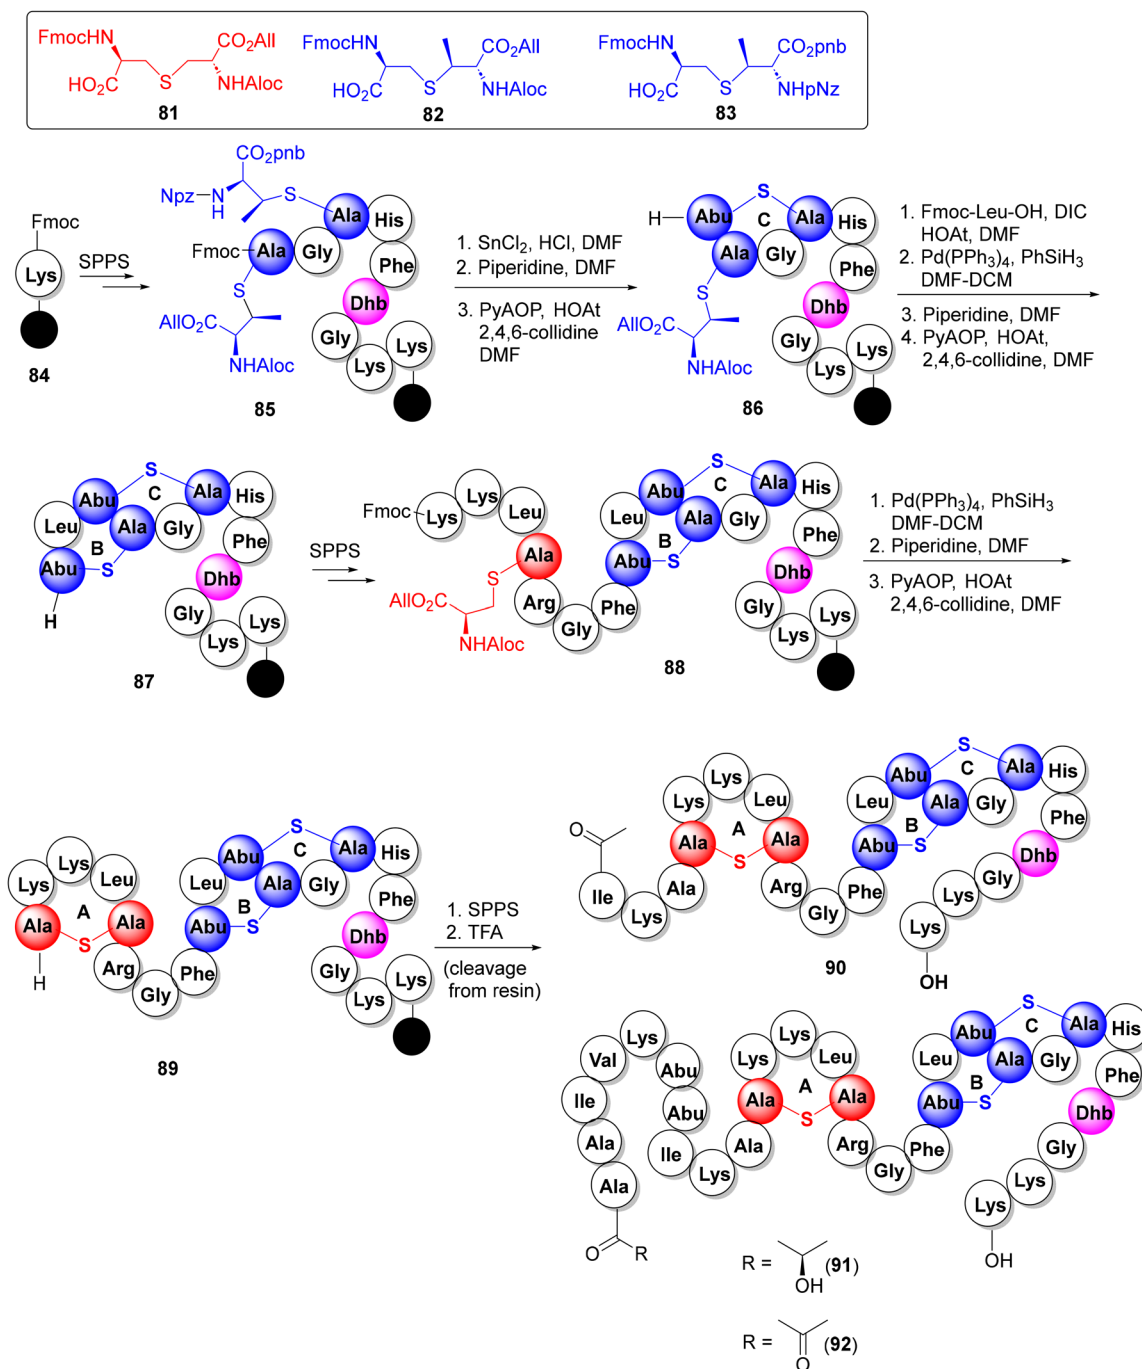 FmocHN
CO2All
HO2C
S
NHAloc
81
FmocHN
CO2All
HO2C
S
NHAloc
82
FmocHN
CO2pnb
HO2C
S
NHpNz
83
Fmoc
Lys
84
SPPS
CO2pnb
Npz
N
H
S
Ala
His
Fmoc
Ala
Gly
Phe
S
Dhb
AllO2C
NHAloc
Gly
Lys
Lys
85
1. SnCl2, HCl, DMF
2. Piperidine, DMF
3. PyAOP, HOAt
2,4,6-collidine
DMF
H
Abu
S
C
Ala
His
Ala
Gly
Phe
S
Dhb
AllO2C
NHAloc
Gly
Lys
Lys
86
1. Fmoc-Leu-OH, DIC
HOAt, DMF
2. Pd(PPh3)4, PhSiH3
DMF-DCM
3. Piperidine, DMF
4. PyAOP, HOAt,
2,4,6-collidine, DMF
S
Abu
C
Ala
His
Leu
Ala
Gly
Phe
B
Abu
S
Dhb
H
Gly
Lys
Lys
87
SPPS
Fmoc
Lys
Lys
Leu
Ala
S
AllO2C
NHAloc
Arg
Gly
Phe
Abu
S
B
Leu
Abu
Ala
S
C
Gly
Ala
His
Phe
Dhb
Gly
Lys
Lys
88
1. Pd(PPh3)4, PhSiH3
DMF-DCM
2. Piperidine, DMF
3. PyAOP, HOAt
2,4,6-collidine, DMF
Lys
Lys
Leu
A
Ala
S
Ala
H
Arg
Gly
Phe
Abu
S
B
Leu
Abu
Ala
S
C
Gly
Ala
His
Phe
Dhb
Gly
Lys
Lys
89
1. SPPS
2. TFA
(cleavage
from resin)
O
Ile
Lys
Ala
Ala
Lys
Lys
Leu
A
S
Ala
Arg
Gly
Phe
Abu
S
B
Leu
Abu
Ala
S
C
Gly
Ala
His
Phe
Dhb
Gly
Lys
Lys
OH
90
O
R
Ala
Ala
Ile
Val
Lys
Abu
Abu
Ile
Lys
Ala
Ala
Lys
Lys
Leu
A
S
Ala
Arg
Gly
Phe
Abu
S
B
Leu
Abu
Ala
S
C
Gly
Ala
His
Phe
Dhb
Gly
Lys
Lys
OH
R =
OH
(91)
R =
O
(92)